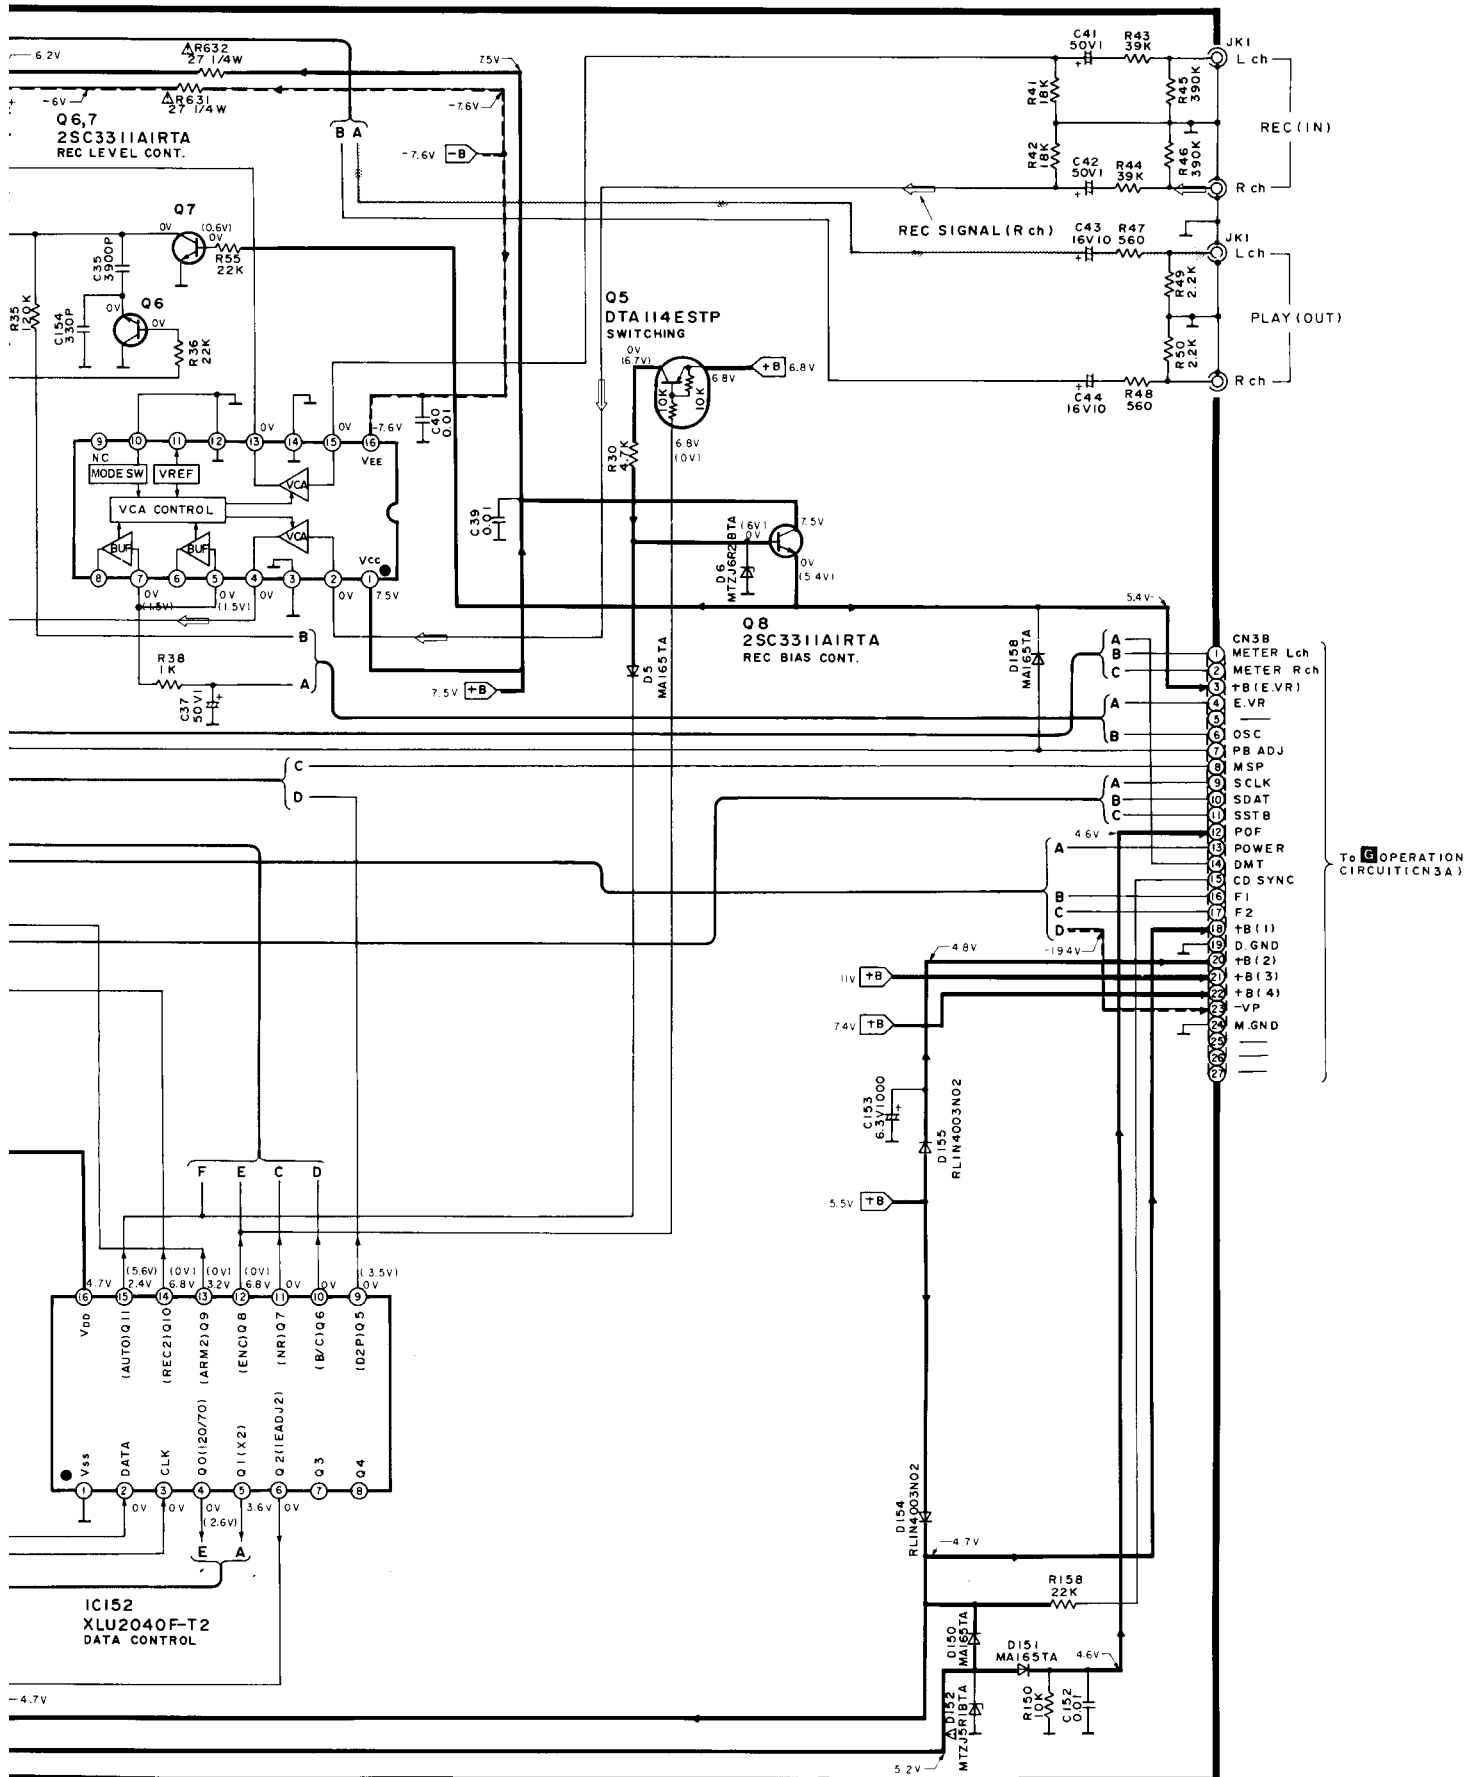 6.2V
⚠R632
27 1/4W
7.5V
-6V
⚠R631
27 1/4W
-7.6V
Q6,7
2SC3311AIRTA
REC LEVEL CONT.
B A
-7.6V
-B
C41
50V1
+
R43
39K
JK1
L ch
R41
18K
R45
390K
REC(IN)
R42
18K
C42
50V1
+
R44
39K
R46
390K
R ch
REC SIGNAL(R ch)
Q7
0V
(0.6V)
0V
R55
22K
C35
3900P
R35
120K
C154
330P
Q6
0V
0V
R36
22K
C43
16V10
+
R47
560
JK1
L ch
R49
2.2K
PLAY(OUT)
R50
2.2K
C44
16V10
+
R48
560
R ch
Q5
DTA114ESTP
SWITCHING
0V
(6.7V)
6.8V
+B
6.8V
10K
10K
6.8V
(0V)
R30
4.7K
C40
0.01
0V
0V
-7.6V
9 10 11 12 13 14 15 16
NC
VEE
MODE SW
VREF
VCA
VCA CONTROL
VCA
BUF
BUF
VCC
8 7 6 5 4 3 2 1
0V
(1.5V)
0V
(1.5V)
0V
0V
7.5V
C39
0.01
D6
MTZJ6R2BTA
(6V)
0V
7.5V
0V
(5.4V)
Q8
2SC3311AIRTA
REC BIAS CONT.
5.4V
B
R38
1K
A
C37
50V1
+
7.5V
+B
D5
MA165TA
D158
MA165TA
A
B
C
A
B
C
D
A
B
C
4.6V
A
B
C
D
-19.4V
CN3B
1 METER Lch
2 METER Rch
3 +B(E.VR)
4 E.VR
5
6 OSC
7 PB ADJ
8 MSP
9 SCLK
10 SDAT
11 SSTB
12 POF
13 POWER
14 DMT
15 CD SYNC
16 F1
17 F2
18 +B(1)
19 D.GND
20 +B(2)
21 +B(3)
22 +B(4)
23 -VP
24 M.GND
25
26
27
To G OPERATION
CIRCUIT(CN3A)
4.8V
11V
+B
7.4V
+B
C153
6.3V1000
+
D155
RL1N4003N02
5.5V
+B
F E C D
4.7V
(5.6V)
2.4V
(0V)
6.8V
(0V)
3.2V
(0V)
6.8V
0V
0V
(3.5V)
0V
16 15 14 13 12 11 10 9
VDD
(AUTO)Q11
(REC2)Q10
(ARM2)Q9
(ENC)Q8
(NR)Q7
(B/C)Q6
(D2P)Q5
Vss
DATA
CLK
Q0(120/70)
Q1(X2)
Q2(IEADJ2)
Q3
Q4
1 2 3 4 5 6 7 8
0V
0V
0V
(2.6V)
3.6V
0V
E A
IC152
XLU2040F-T2
DATA CONTROL
4.7V
D154
RL1N4003N02
4.7V
R158
22K
D150
MA165TA
D151
MA165TA
4.6V
⚠D152
MTZJ5R1BTA
R150
10K
C152
0.01
5.2V